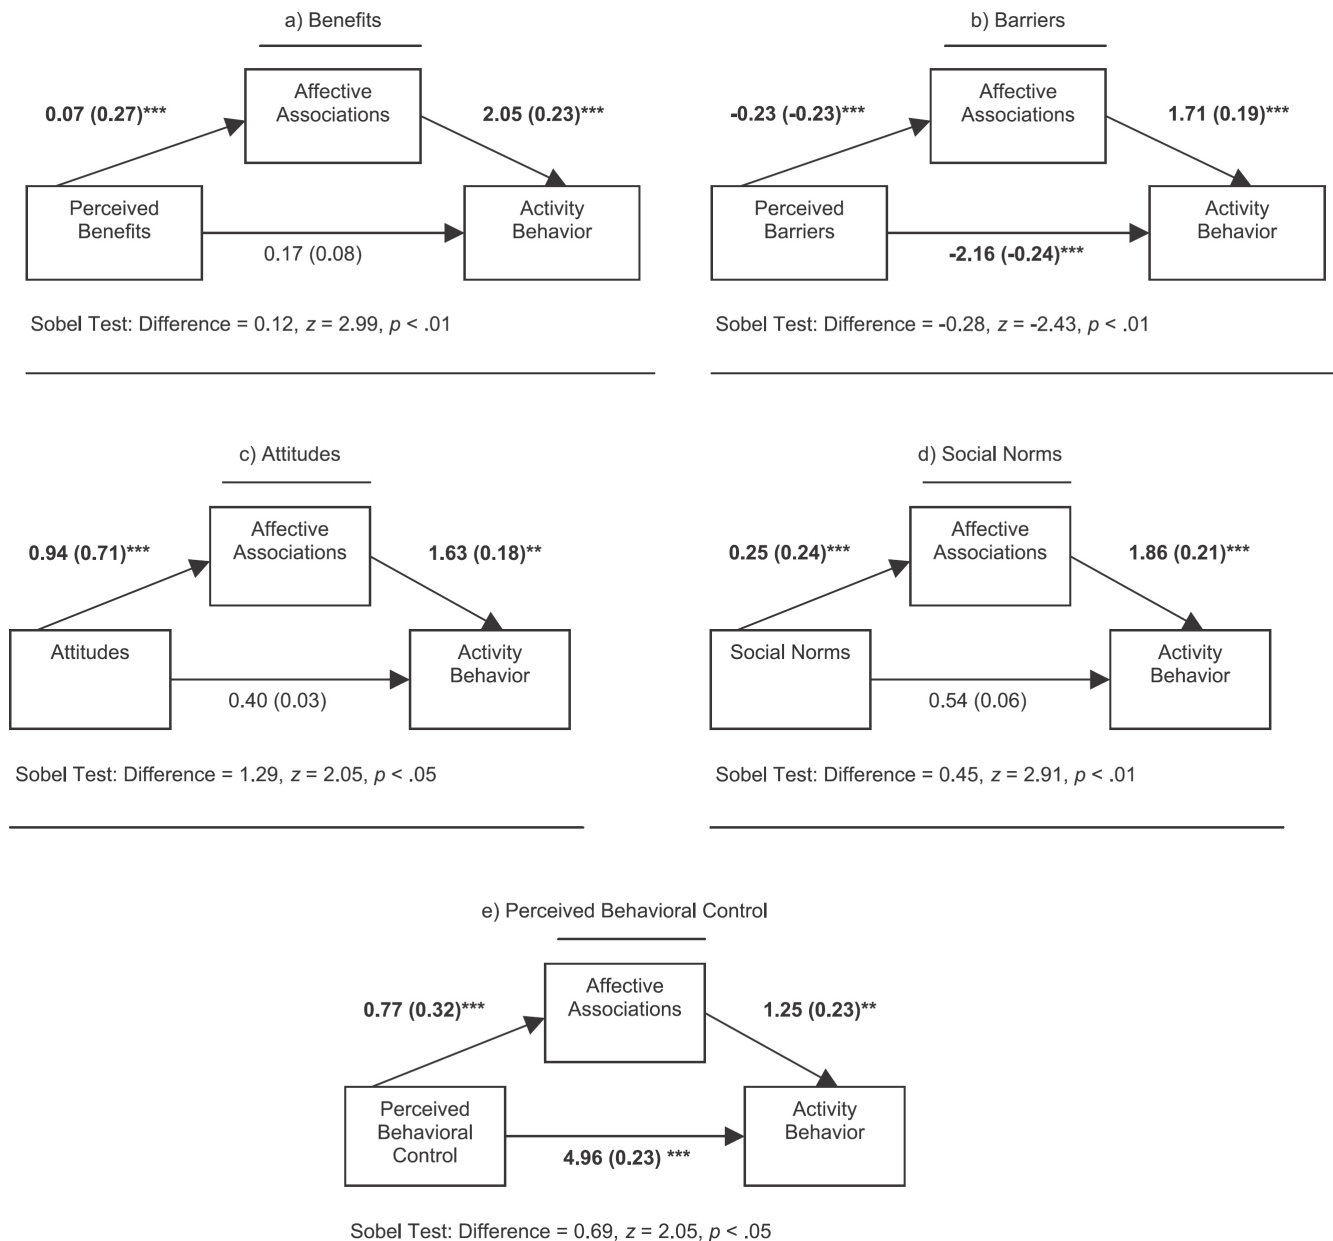 a) Benefits
Affective
Associations
0.07 (0.27)***
2.05 (0.23)***
Perceived
Benefits
Activity
Behavior
0.17 (0.08)
Sobel Test: Difference = 0.12, z = 2.99, p < .01
b) Barriers
Affective
Associations
-0.23 (-0.23)***
1.71 (0.19)***
Perceived
Barriers
Activity
Behavior
-2.16 (-0.24)***
Sobel Test: Difference = -0.28, z = -2.43, p < .01
c) Attitudes
Affective
Associations
0.94 (0.71)***
1.63 (0.18)**
Attitudes
Activity
Behavior
0.40 (0.03)
Sobel Test: Difference = 1.29, z = 2.05, p < .05
d) Social Norms
Affective
Associations
0.25 (0.24)***
1.86 (0.21)***
Social Norms
Activity
Behavior
0.54 (0.06)
Sobel Test: Difference = 0.45, z = 2.91, p < .01
e) Perceived Behavioral Control
Affective
Associations
0.77 (0.32)***
1.25 (0.23)**
Perceived
Behavioral
Control
Activity
Behavior
4.96 (0.23) ***
Sobel Test: Difference = 0.69, z = 2.05, p < .05